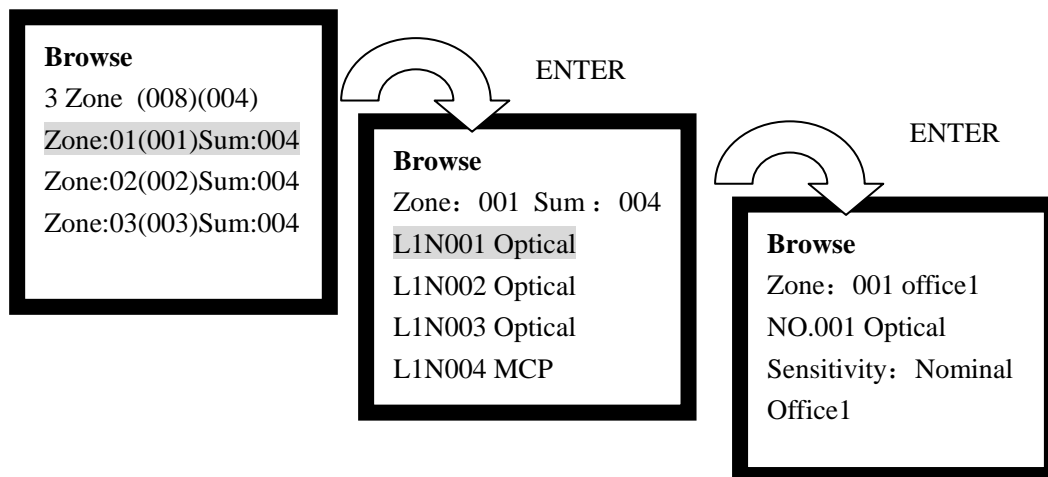 Browse
3 Zone  (008)(004)
Zone:01(001)Sum:004
Zone:02(002)Sum:004
Zone:03(003)Sum:004
ENTER
Browse
Zone：001  Sum： 004
L1N001 Optical
L1N002 Optical
L1N003 Optical
L1N004 MCP
ENTER
Browse
Zone：001 office1
NO.001 Optical
Sensitivity：Nominal
Office1